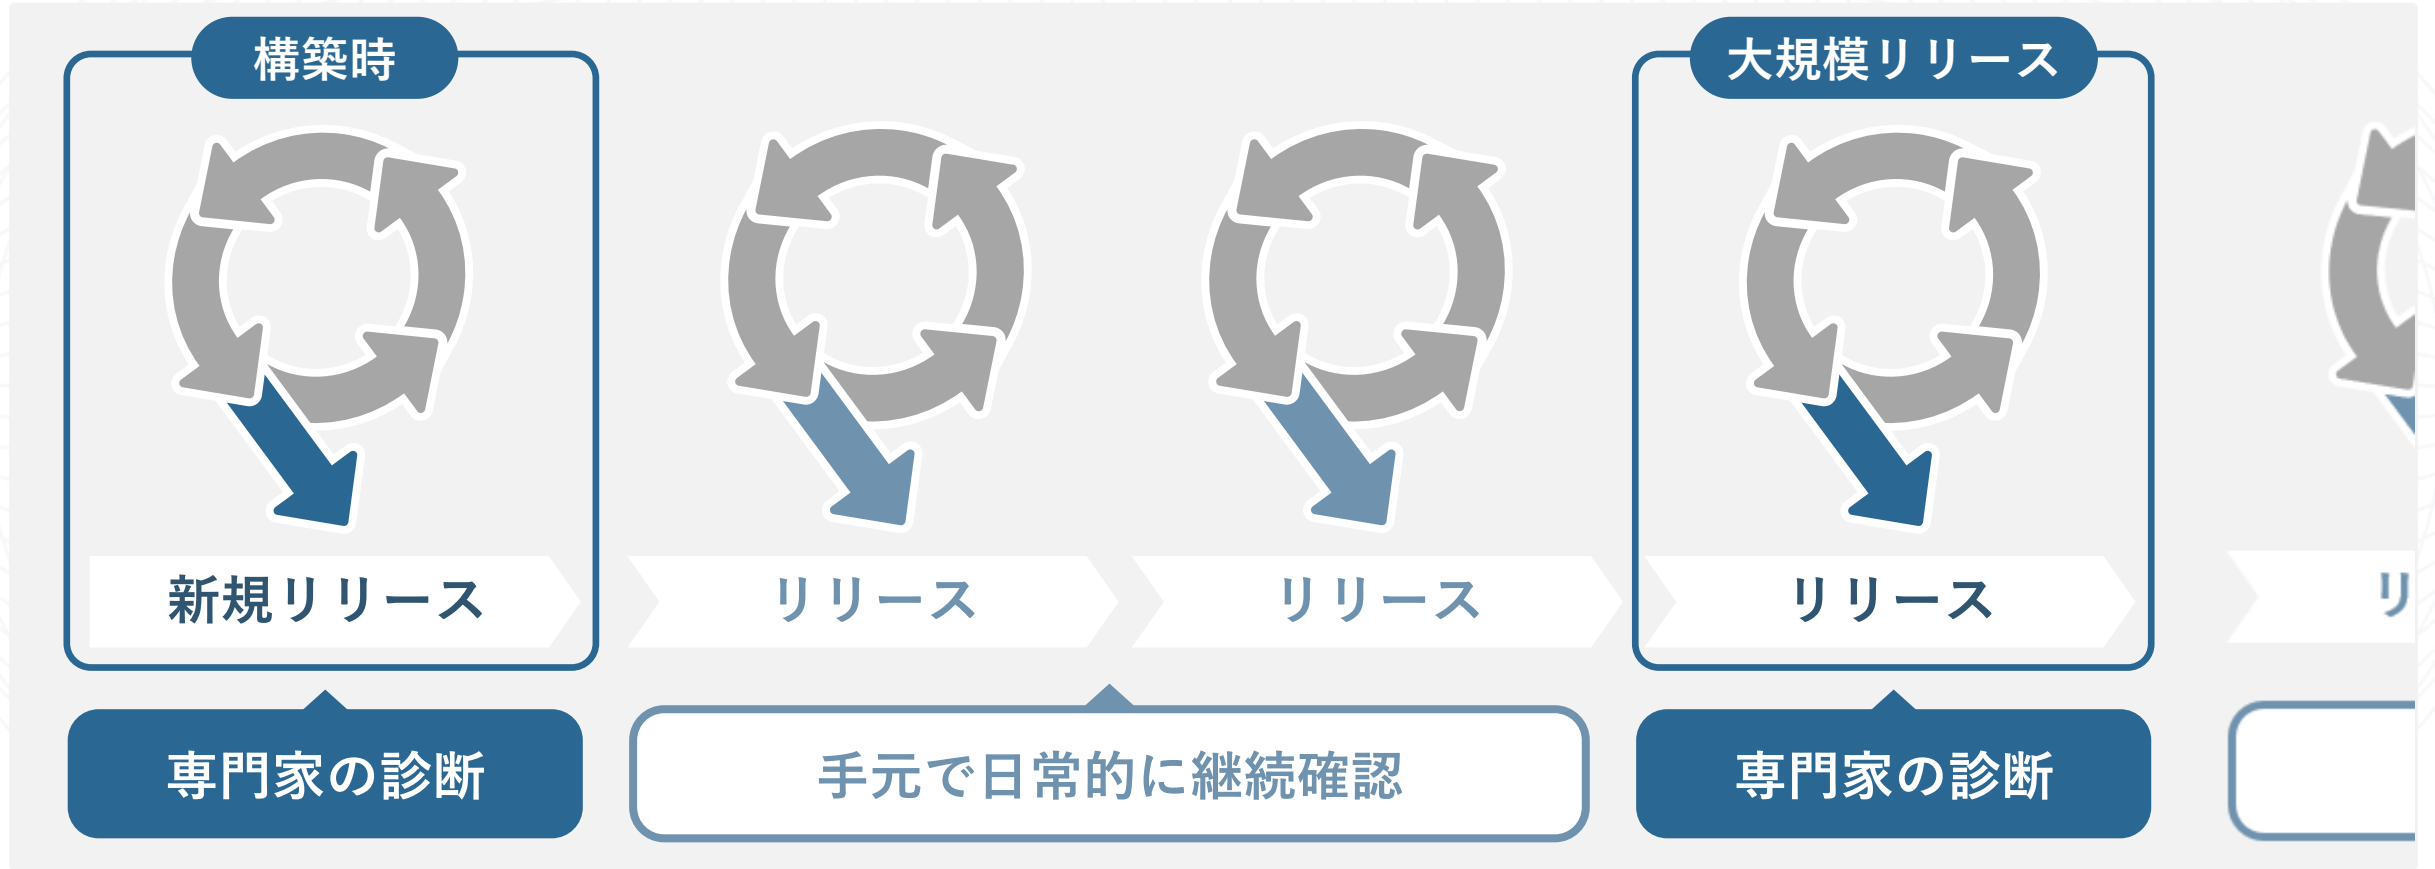 構築時
大規模リリース
新規リリース
リリース
リリース
リリース
リ
専門家の診断
手元で日常的に継続確認
専門家の診断